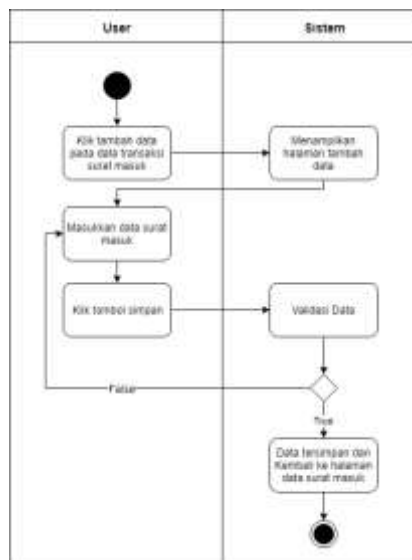 User
Sistem
Klik tambah data
pada data transaksi
surat masuk
Menampilkan
halaman tambah
data
Masukkan data surat
masuk
Klik tombol simpan
Validasi Data
False
True
Data tersimpan dan
Kembali ke halaman
data surat masuk